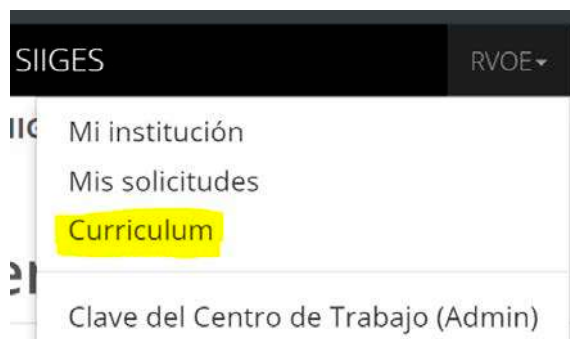 SIIGES RVOE
Mi institución
Mis solicitudes
Curriculum
Clave del Centro de Trabajo (Admin)